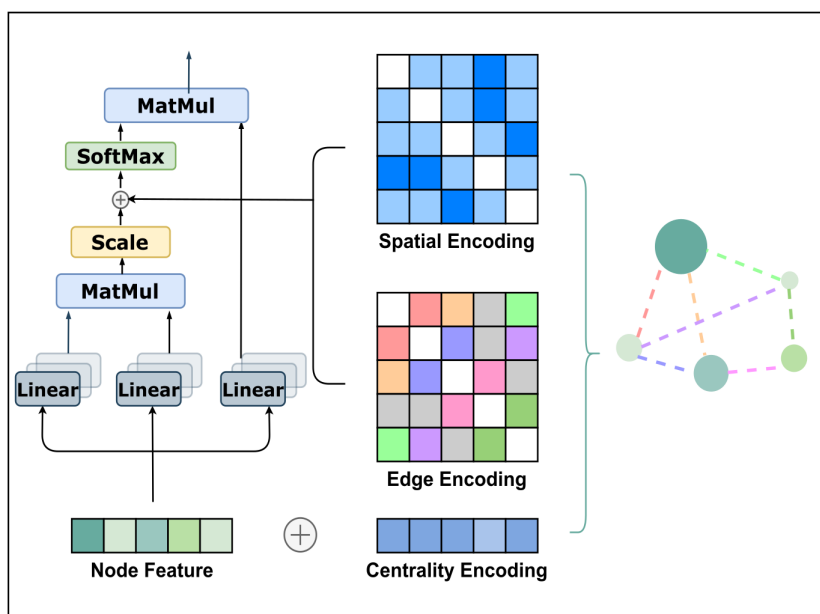 MatMul
SoftMax
Scale
MatMul
Linear
Linear
Linear
Node Feature
Spatial Encoding
Edge Encoding
Centrality Encoding